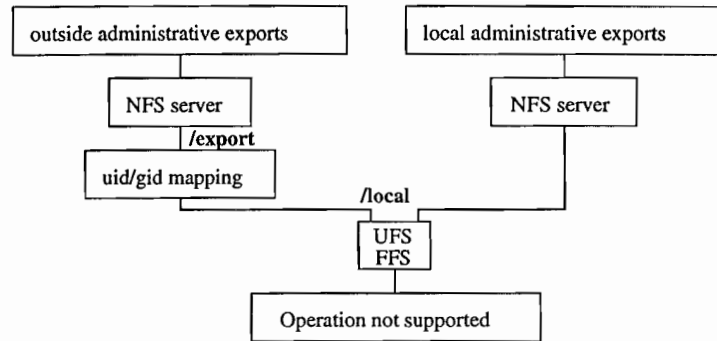 outside administrative exports
local administrative exports
NFS server
NFS server
/export
uid/gid mapping
/local
UFS
FFS
Operation not supported